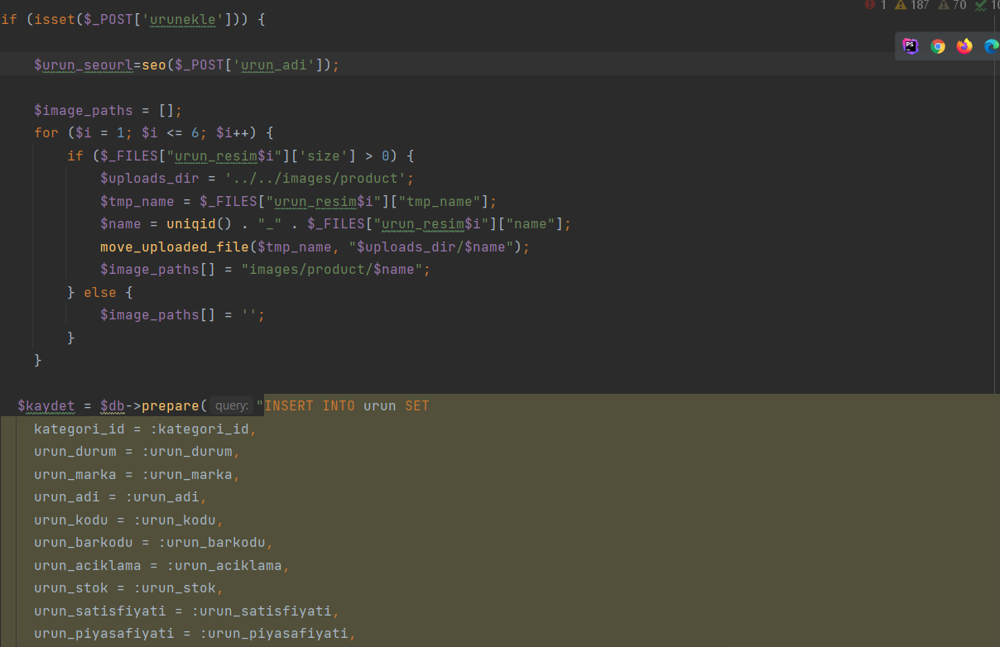 1 187 70 10
if (isset($_POST['urunekle'])) {
PS
$urun_seourl=seo($_POST['urun_adi']);
$image_paths = [];
for ($i = 1; $i <= 6; $i++) {
if ($_FILES["urun_resim$i"]['size'] > 0) {
$uploads_dir = '../../images/product';
$tmp_name = $_FILES["urun_resim$i"]["tmp_name"];
$name = uniqid() . "_" . $_FILES["urun_resim$i"]["name"];
move_uploaded_file($tmp_name, "$uploads_dir/$name");
$image_paths[] = "images/product/$name";
} else {
$image_paths[] = '';
}
}
$kaydet = $db->prepare( query: "INSERT INTO urun SET
kategori_id = :kategori_id,
urun_durum = :urun_durum,
urun_marka = :urun_marka,
urun_adi = :urun_adi,
urun_kodu = :urun_kodu,
urun_barkodu = :urun_barkodu,
urun_aciklama = :urun_aciklama,
urun_stok = :urun_stok,
urun_satisfiyati = :urun_satisfiyati,
urun_piyasafiyati = :urun_piyasafiyati,